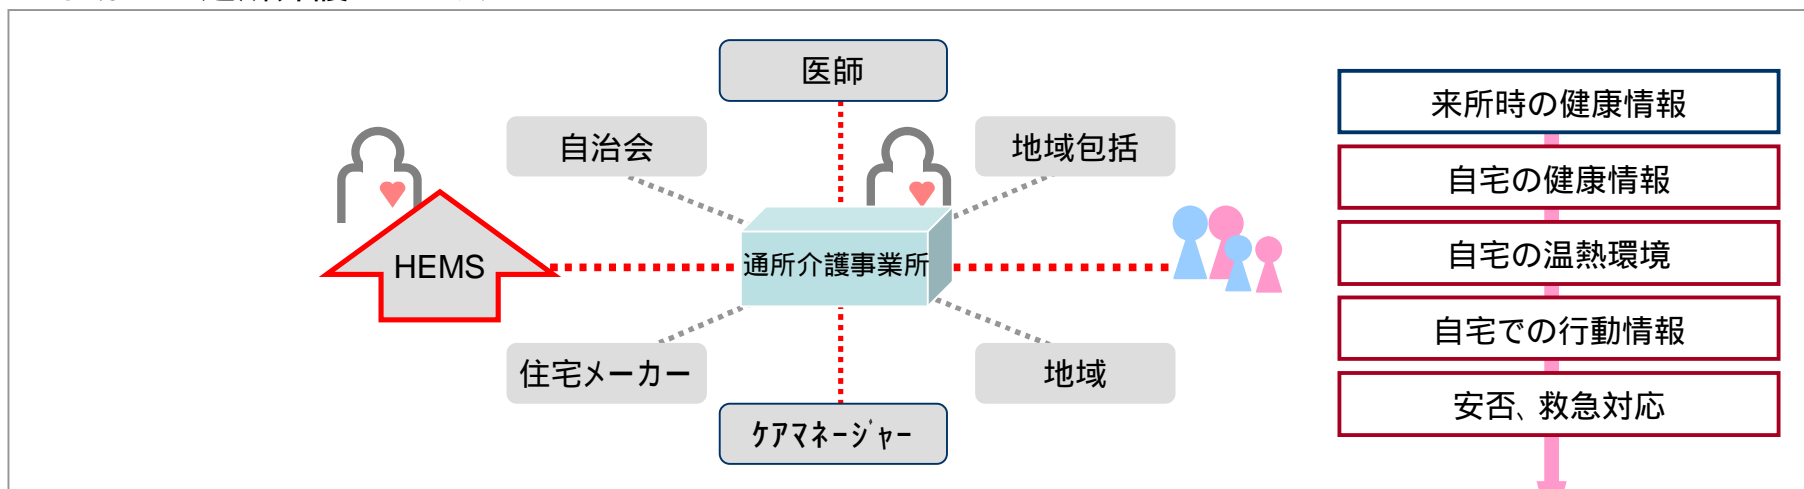 医師
自治会
地域包括
HEMS
通所介護事業所
住宅メーカー
地域
ｹｱﾏﾈｰｼﾞｬｰ
来所時の健康情報
自宅の健康情報
自宅の温熱環境
自宅での行動情報
安否、救急対応